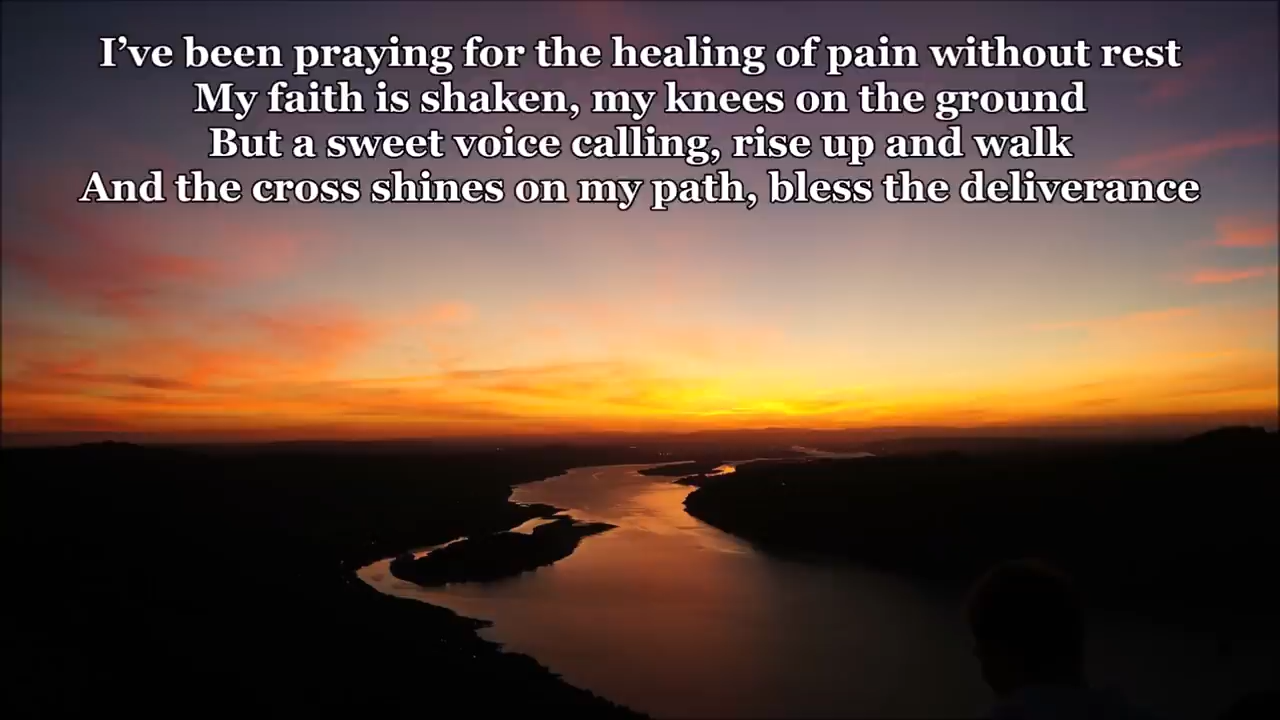 I’ve been praying for the healing of pain without rest
My faith is shaken, my knees on the ground
But a sweet voice calling, rise up and walk
And the cross shines on my path, bless the deliverance